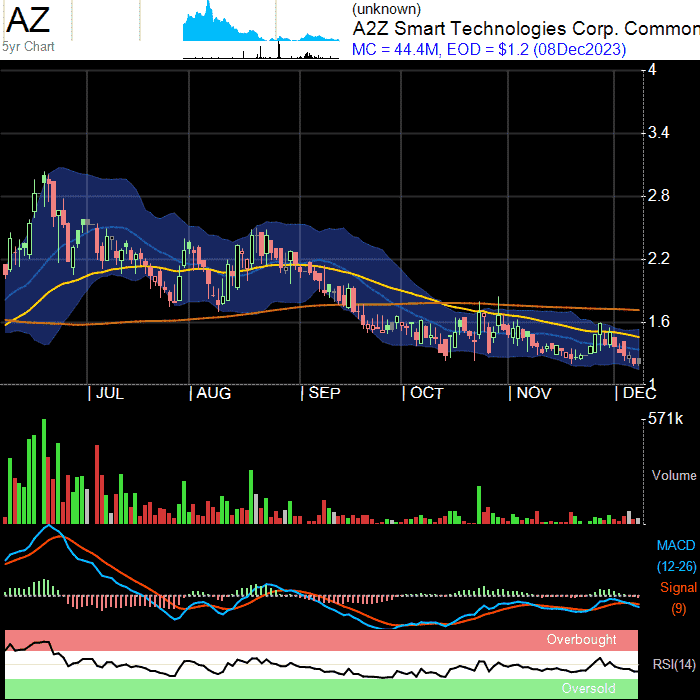 AZ
5yr Chart
(unknown)
A2Z Smart Technologies Corp. Common
MC = 44.4M, EOD = $1.2 (08Dec2023)
4
3.4
2.8
2.2
1.6
1
JUL AUG SEP OCT NOV DEC
571k
Volume
MACD
(12-26)
Signal
(9)
Overbought
RSI(14)
Oversold